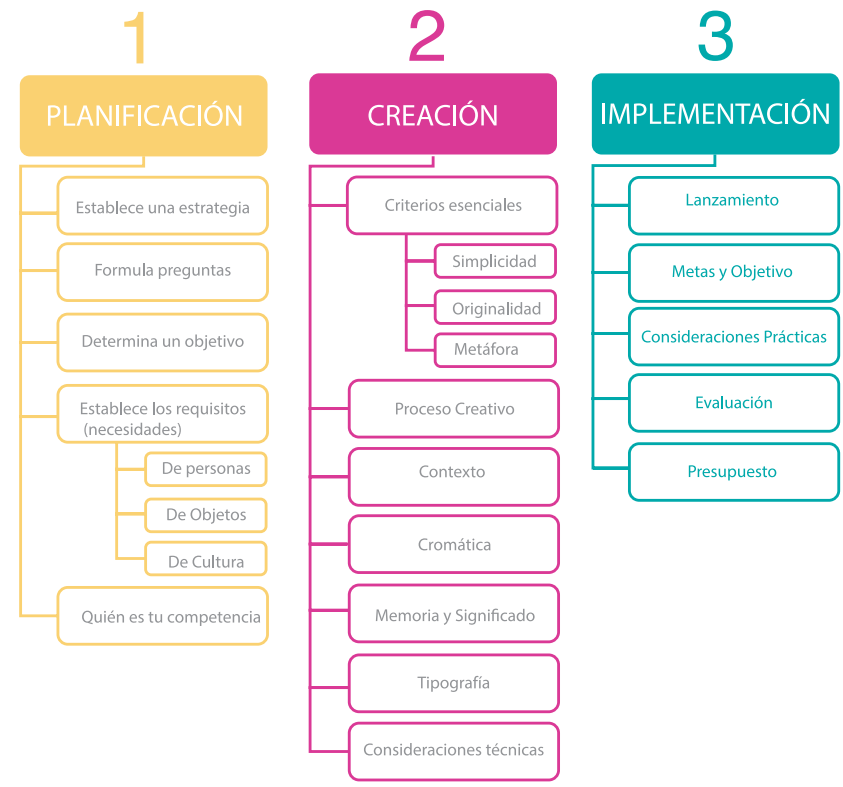 1
PLANIFICACIÓN
Establece una estrategia
Formula preguntas
Determina un objetivo
Establece los requisitos
(necesidades)
De personas
De Objetos
De Cultura
Quién es tu competencia
2
CREACIÓN
Criterios esenciales
Simplicidad
Originalidad
Metáfora
Proceso Creativo
Contexto
Cromática
Memoria y Significado
Tipografía
Consideraciones técnicas
3
IMPLEMENTACIÓN
Lanzamiento
Metas y Objetivo
Consideraciones Prácticas
Evaluación
Presupuesto